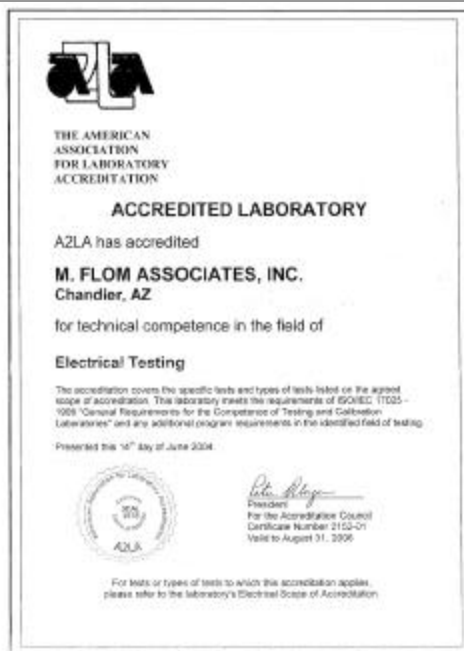 A2LA
THE AMERICAN
ASSOCIATION
FOR LABORATORY
ACCREDITATION
ACCREDITED LABORATORY
A2LA has accredited
M. FLOM ASSOCIATES, INC.
Chandler, AZ
for technical competence in the field of
Electrical Testing
The accreditation covers the specific tests and types of tests listed on the agreed
scope of accreditation. This laboratory meets the requirements of ISO/IEC 17025 -
1999 "General Requirements for the Competence of Testing and Calibration
Laboratories" and any additional program requirements in the identified field of testing.
Presented this 14th day of June 2004.
SEAL
A2LA
President
For the Accreditation Council
Certificate Number 2152-01
Valid to August 31, 2006
For tests or types of tests to which this accreditation applies,
please refer to the laboratory's Electrical Scope of Accreditation